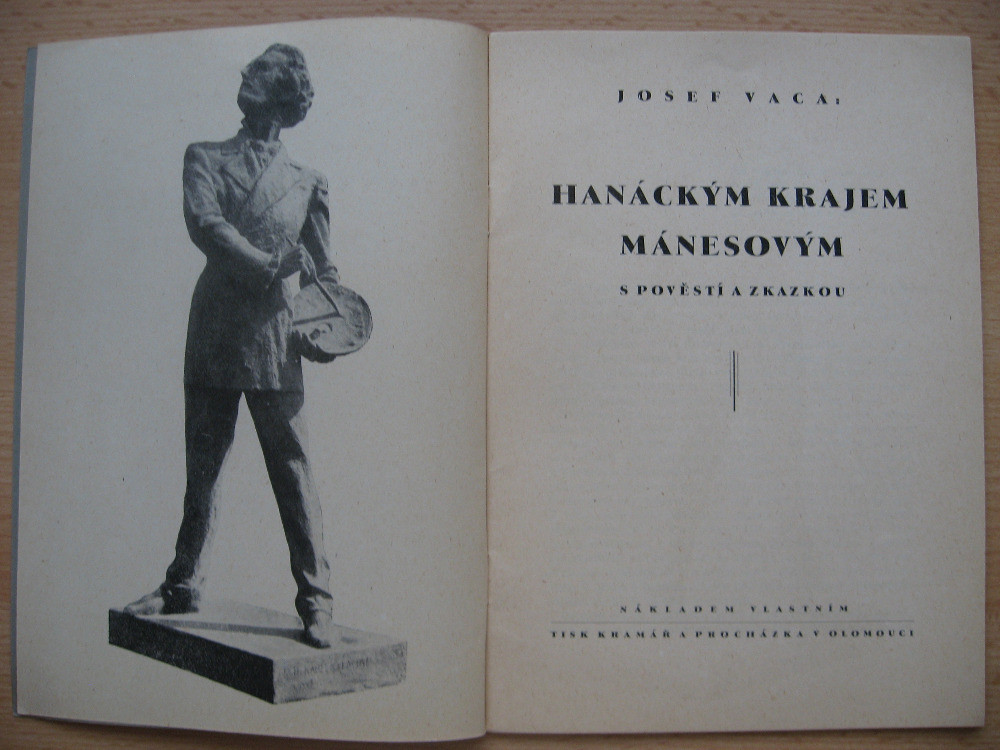 JOSEF VACA:
HANÁCKÝM KRAJEM
MÁNESOVÝM
S POVĚSTÍ A ZKAZKOU
NÁKLADEM VLASTNÍM
TISK KRAMÁŘ A PROCHÁZKA V OLOMOUCI